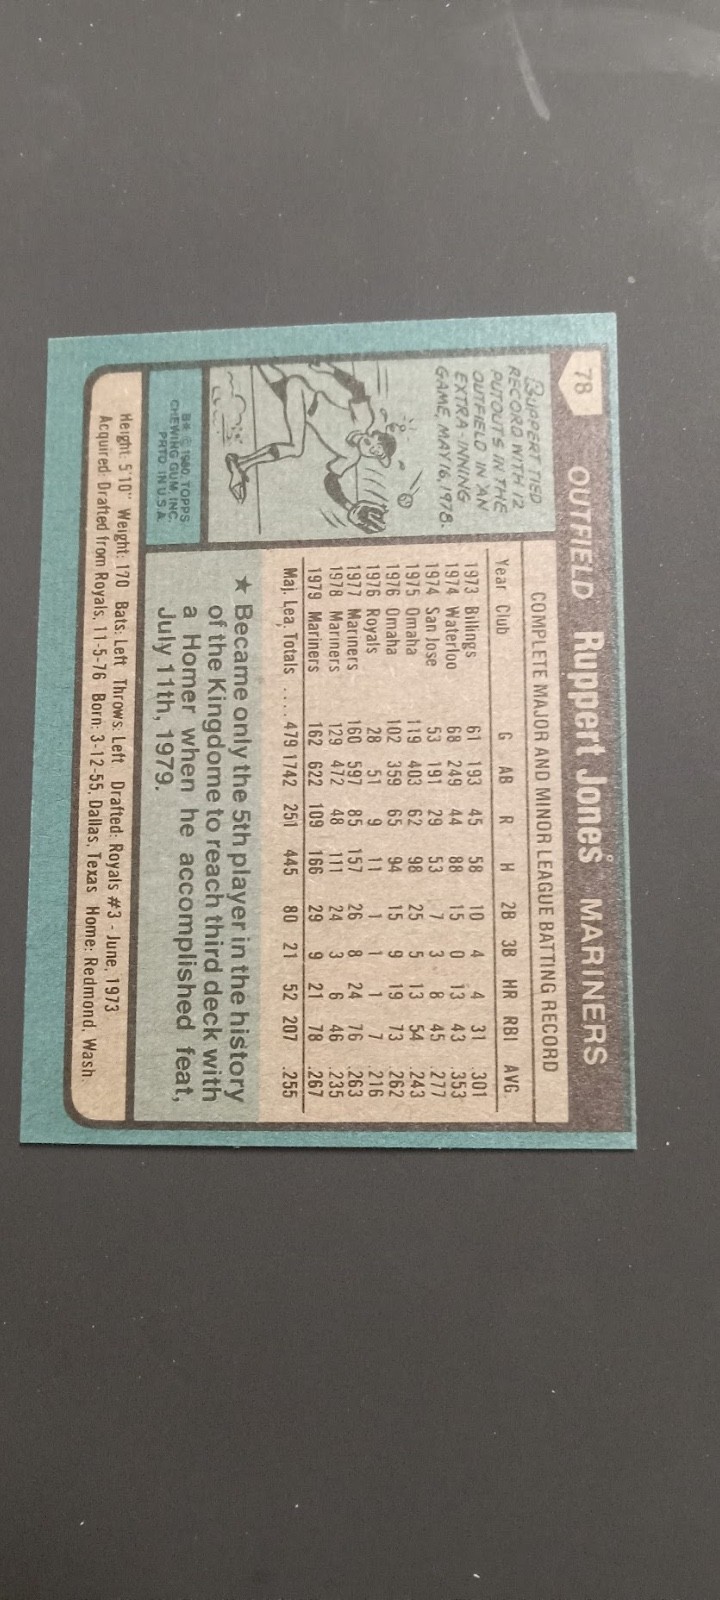 78
OUTFIELD Ruppert Jones MARINERS
RUPPERT TIED
RECORD WITH 12
PUTOUTS IN THE
OUTFIELD IN AN
EXTRA-INNING
GAME, MAY 16, 1978.
COMPLETE MAJOR AND MINOR LEAGUE BATTING RECORD
Year Club G AB R H 2B 3B HR RBI AVG
1973 Billings 61 193 45 58 10 4 4 31 .301
1974 Waterloo 68 249 44 88 15 0 13 43 .353
1974 San Jose 53 191 29 53 7 3 8 45 .277
1975 Omaha 119 403 62 98 25 5 13 54 .243
1976 Omaha 102 359 65 94 15 9 19 73 .262
1976 Royals 28 51 9 11 1 1 1 7 .216
1977 Mariners 160 597 85 157 26 8 24 76 .263
1978 Mariners 129 472 48 111 24 3 6 46 .235
1979 Mariners 162 622 109 166 29 9 21 78 .267
Maj. Lea. Totals .... 479 1742 251 445 80 21 52 207 .255
★ Became only the 5th player in the history
of the Kingdome to reach third deck with
a Homer when he accomplished feat,
July 11th, 1979.
B* © 1980 TOPPS
CHEWING GUM, INC.
PRTD IN U.S.A.
Height: 5'10" Weight: 170 Bats: Left Throws: Left Drafted: Royals #3 - June, 1973
Acquired: Drafted from Royals, 11-5-76 Born: 3-12-55, Dallas, Texas Home: Redmond, Wash.